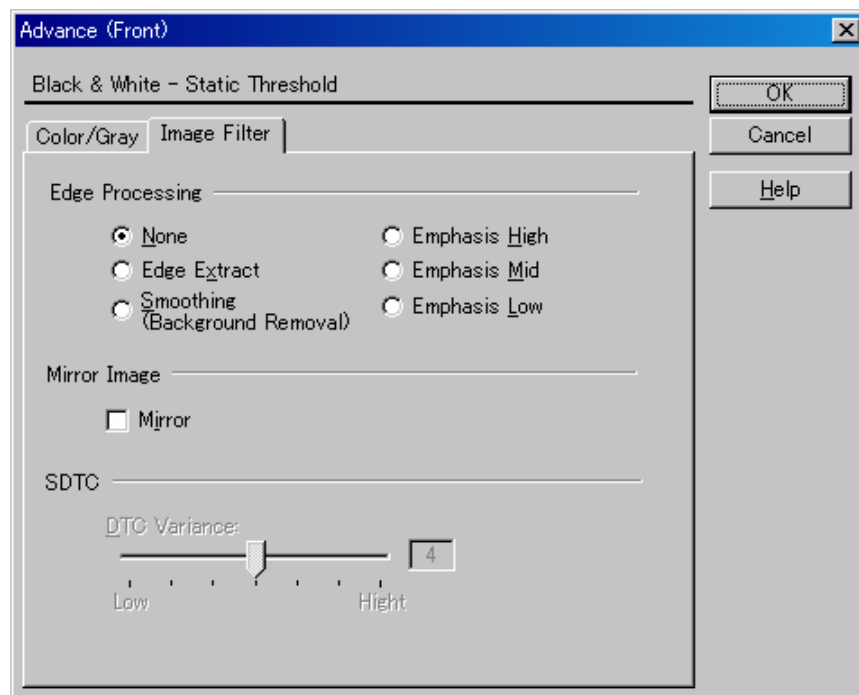 Advance (Front)
Black & White - Static Threshold
OK
Color/Gray Image Filter
Cancel
Edge Processing
Help
None Emphasis High
Edge Extract Emphasis Mid
Smoothing
(Background Removal) Emphasis Low
Mirror Image
Mirror
SDTC
DTC Variance:
4
Low Hight